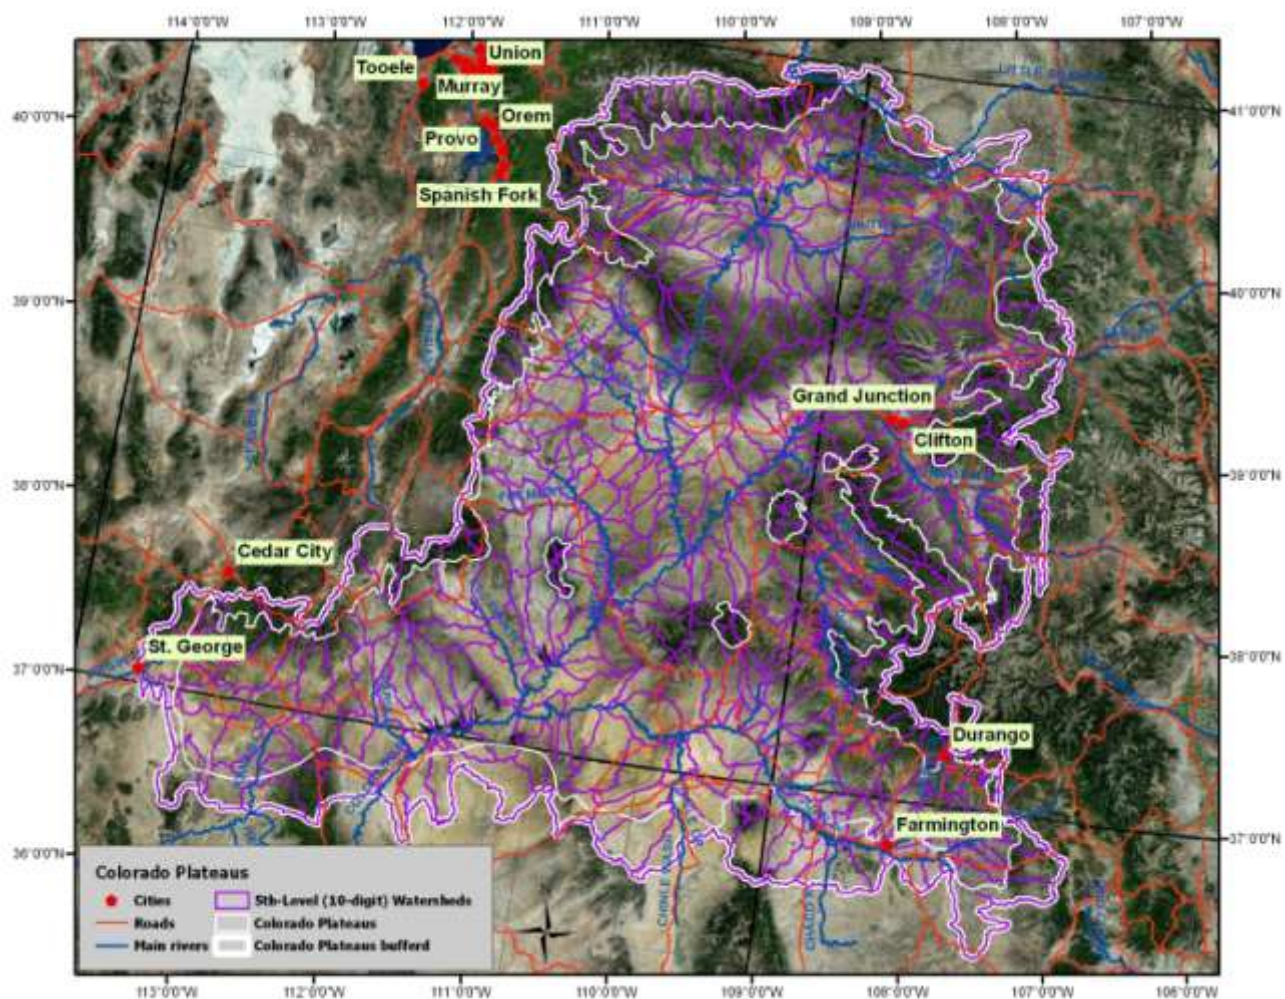 114°0'0"W 113°0'0"W 112°0'0"W 111°0'0"W 110°0'0"W 109°0'0"W 108°0'0"W 107°0'0"W
Union
Tooele
Murray
Orem
Provo
Spanish Fork
40°0'0"N
41°0'0"N
39°0'0"N
40°0'0"N
Grand Junction
Clifton
38°0'0"N
39°0'0"N
Cedar City
St. George
37°0'0"N
38°0'0"N
Durango
Farmington
36°0'0"N
37°0'0"N
Colorado Plateaus
Cities
Roads
Main rivers
5th-Level (10-digit) Watersheds
Colorado Plateaus
Colorado Plateaus bufferd
113°0'0"W 112°0'0"W 111°0'0"W 110°0'0"W 109°0'0"W 108°0'0"W 107°0'0"W 106°0'0"W